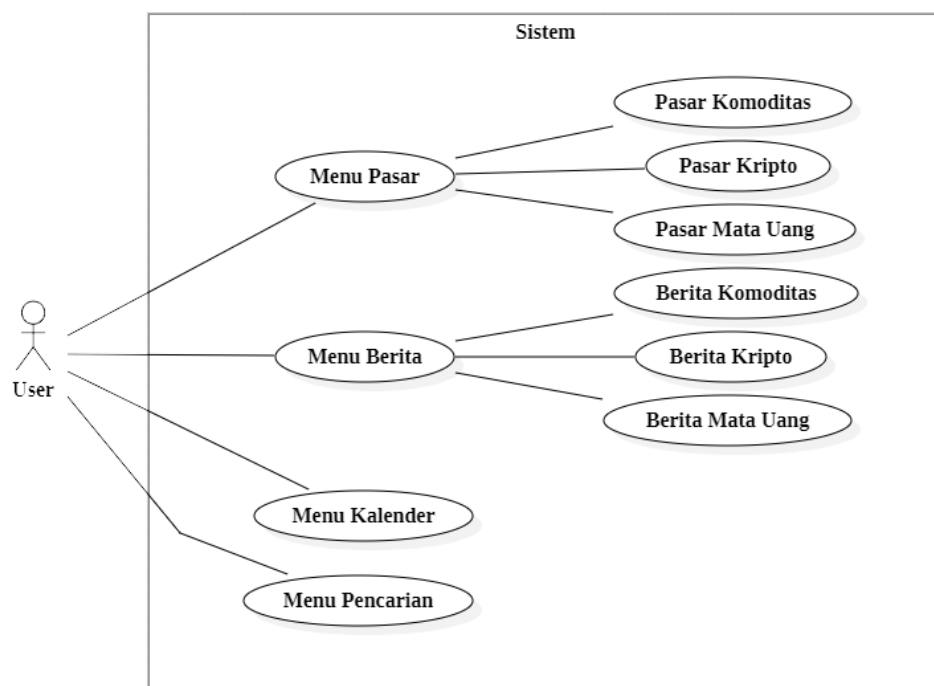 Sistem
Pasar Komoditas
Menu Pasar
Pasar Kripto
Pasar Mata Uang
Berita Komoditas
User
Menu Berita
Berita Kripto
Berita Mata Uang
Menu Kalender
Menu Pencarian